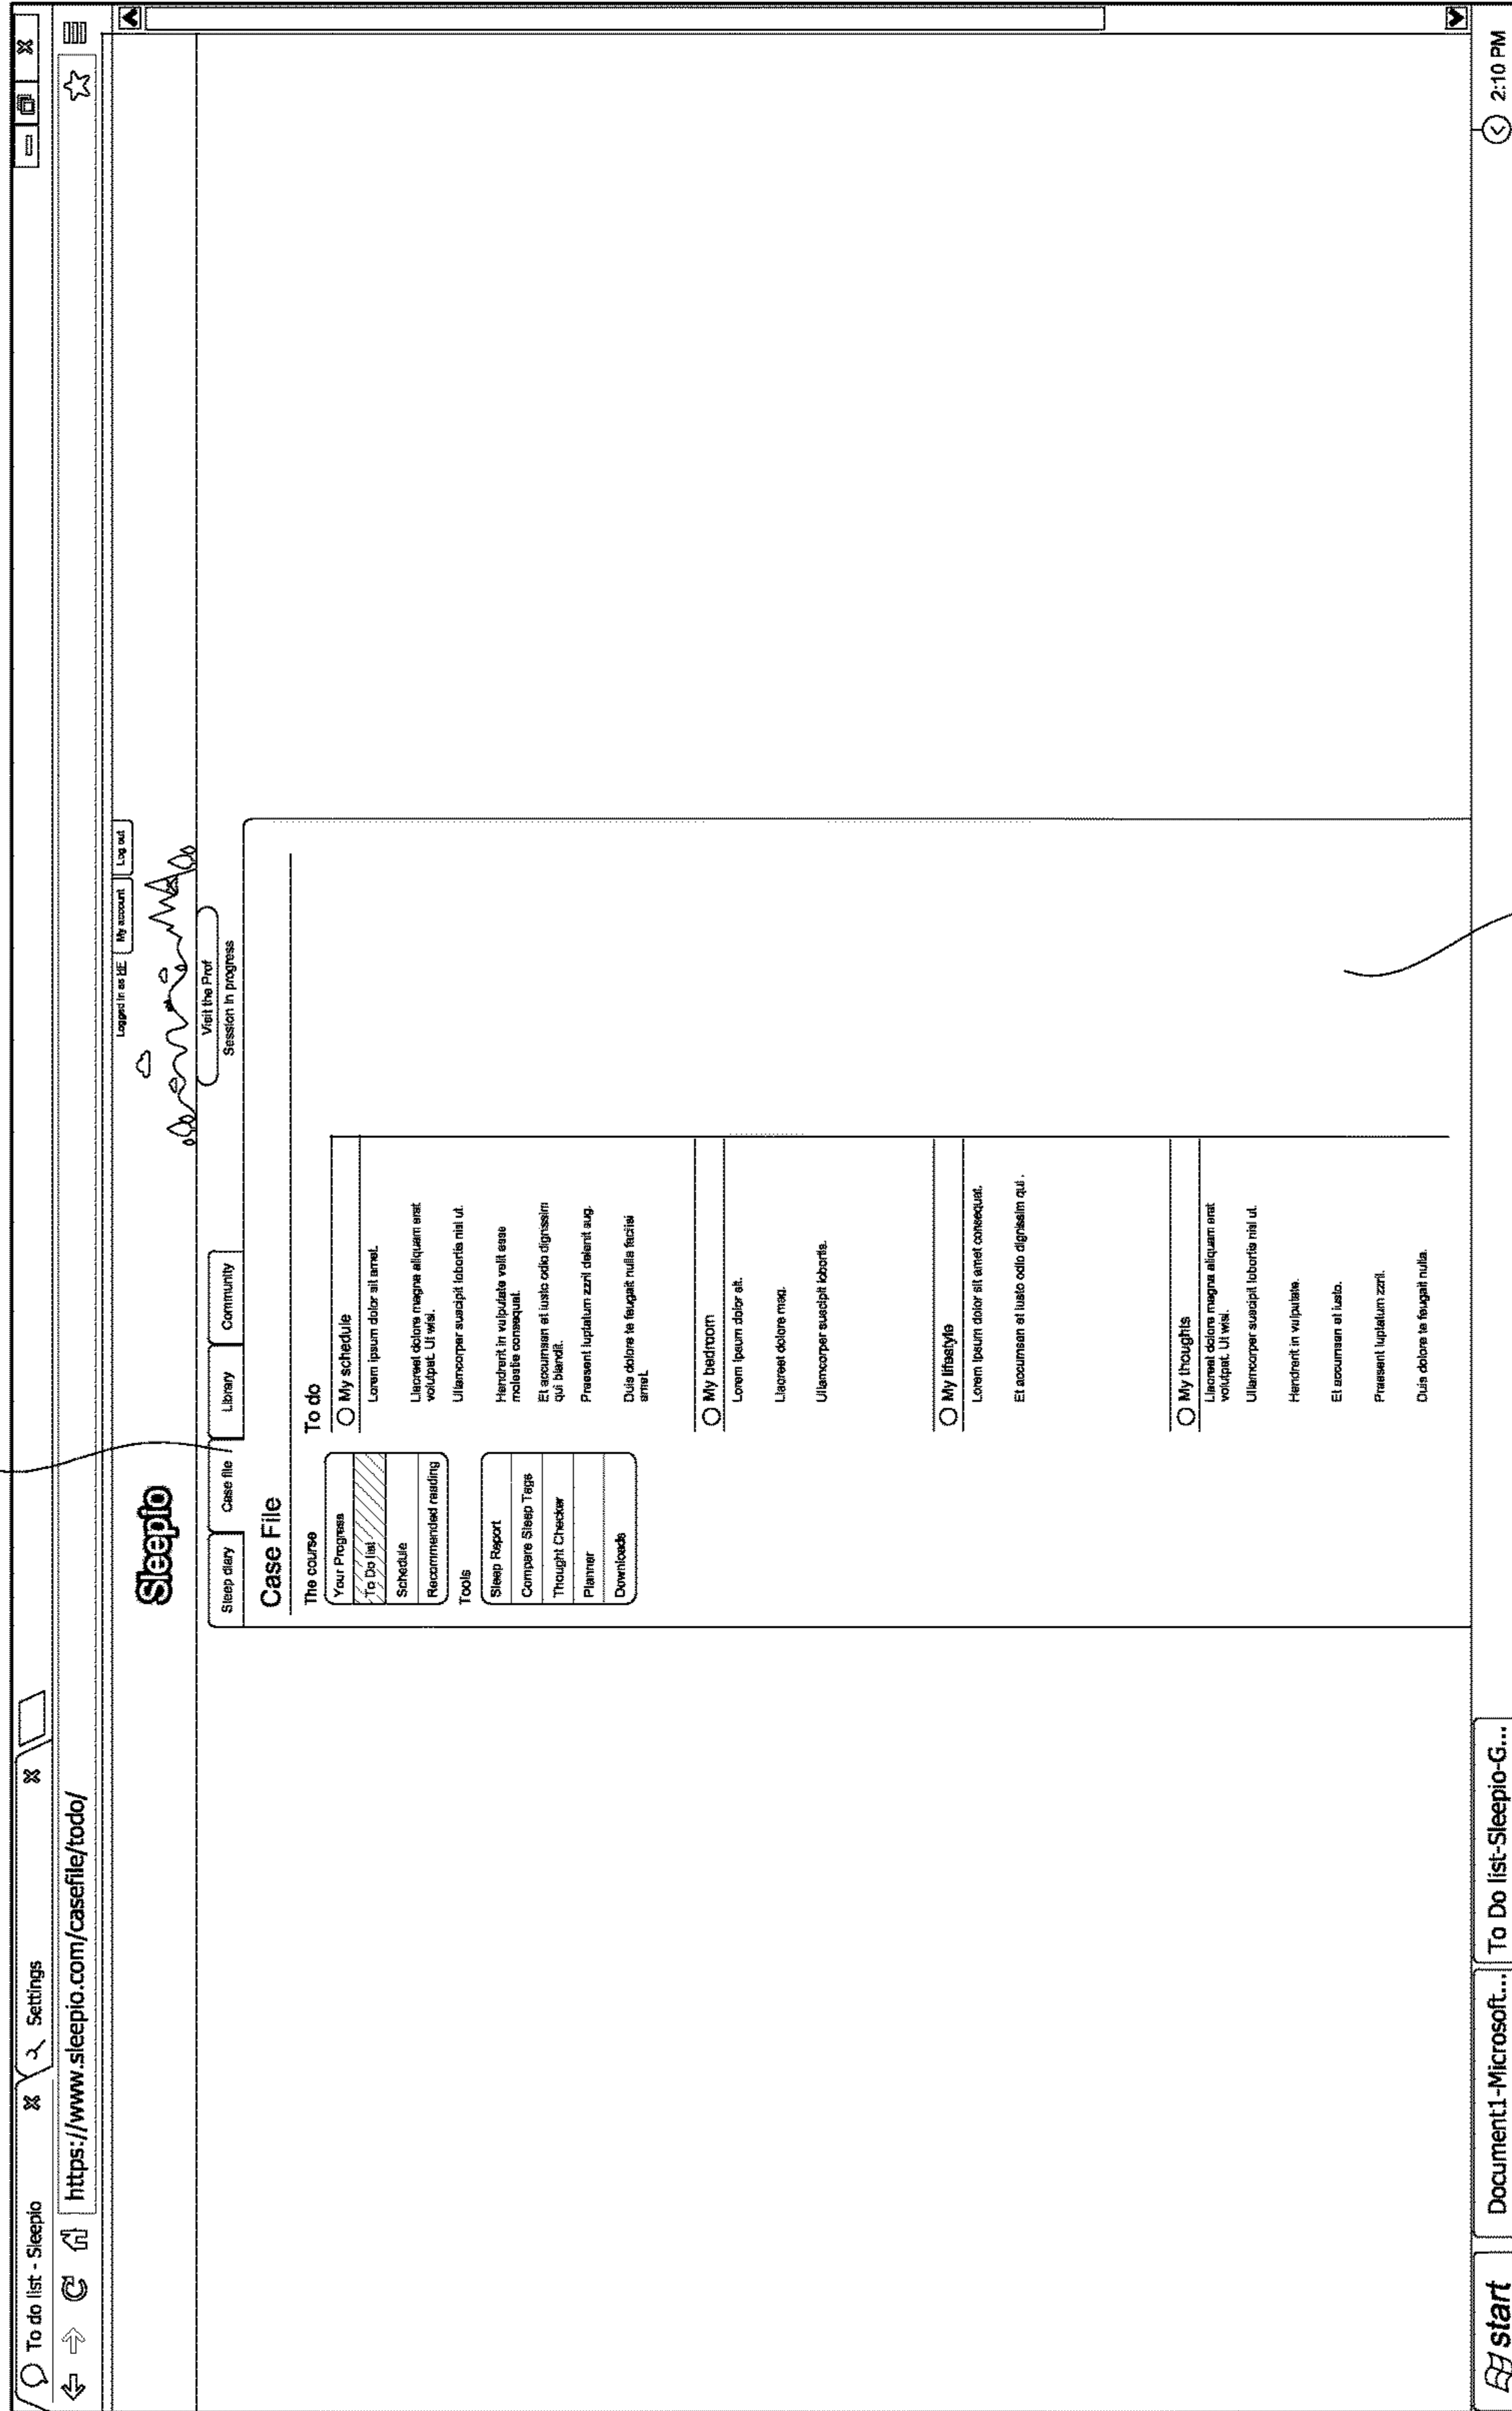 To do list - Sleepio
Settings
https://www.sleepio.com/casefile/todo/
Logged in as ME
My account
Log out
Sleepio
Visit the Prof
Session in progress
Sleep diary
Case file
Library
Community
Case File
The course
Your Progress
To Do list
Schedule
Recommended reading
Tools
Sleep Report
Compare Sleep Tags
Thought Checker
Planner
Downloads
To do
My schedule
Lorem ipsum dolor sit amet.
Llaoreet dolore magna aliquam erat
volutpat. Ut wisi.
Ullamcorper suscipit lobortis nisl ut.
Hendrerit in vulputate velit esse
molestie consequat.
Et accumsan et iusto odio dignissim
qui blandit.
Praesent luptatum zzril delenit aug.
Duis dolore te feugait nulla facilisi
amet.
My bedroom
Lorem ipsum dolor sit.
Llaoreet dolore mag.
Ullamcorper suscipit lobortis.
My lifestyle
Lorem ipsum dolor sit amet consequat.
Et accumsan et iusto odio dignissim qui .
My thoughts
Llaoreet dolore magna aliquam erat
volutpat. Ut wisi.
Ullamcorper suscipit lobortis nisl ut.
Hendrerit in vulputate.
Et accumsan et iusto.
Praesent luptatum zzril.
Duis dolore te feugait nulla.
start
Document1-Microsoft...
To Do list-Sleepio-G...
2:10 PM